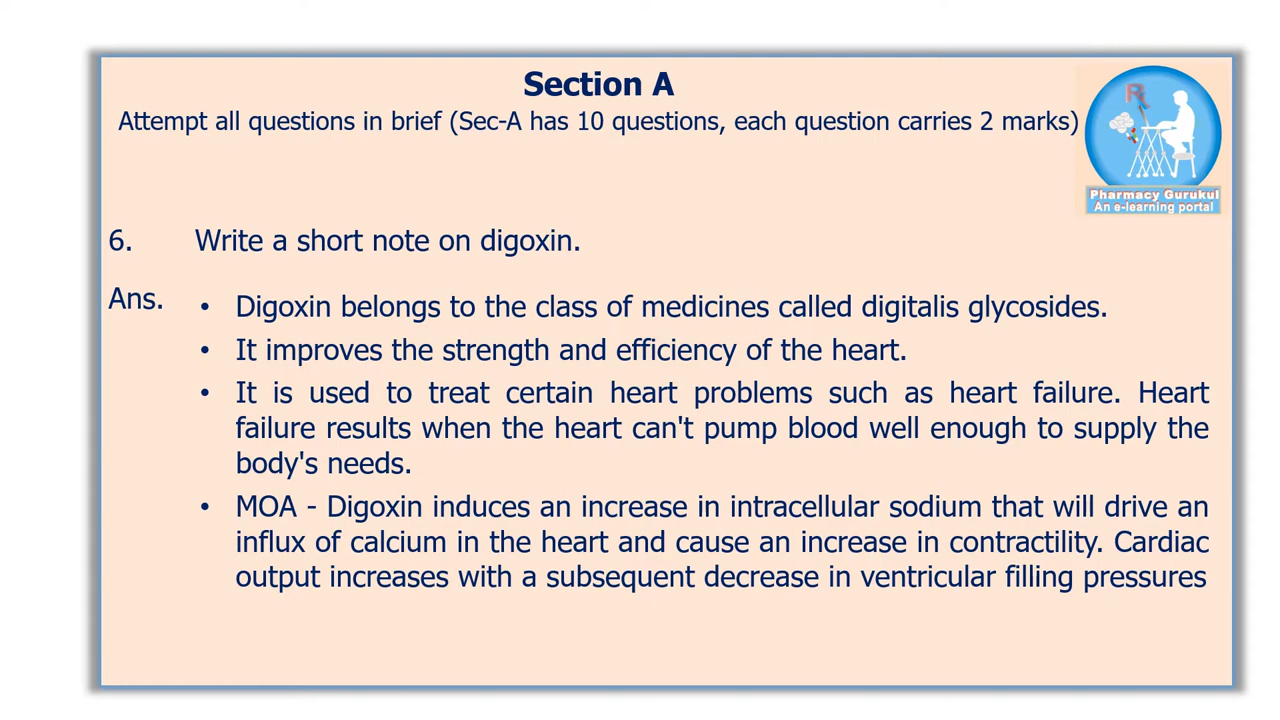 Section A
Attempt all questions in brief (Sec-A has 10 questions, each question carries 2 marks)
Rx
Pharmacy Gurukul
An e-learning portal
6. Write a short note on digoxin.
Ans. • Digoxin belongs to the class of medicines called digitalis glycosides.
• It improves the strength and efficiency of the heart.
• It is used to treat certain heart problems such as heart failure. Heart
failure results when the heart can't pump blood well enough to supply the
body's needs.
• MOA - Digoxin induces an increase in intracellular sodium that will drive an
influx of calcium in the heart and cause an increase in contractility. Cardiac
output increases with a subsequent decrease in ventricular filling pressures